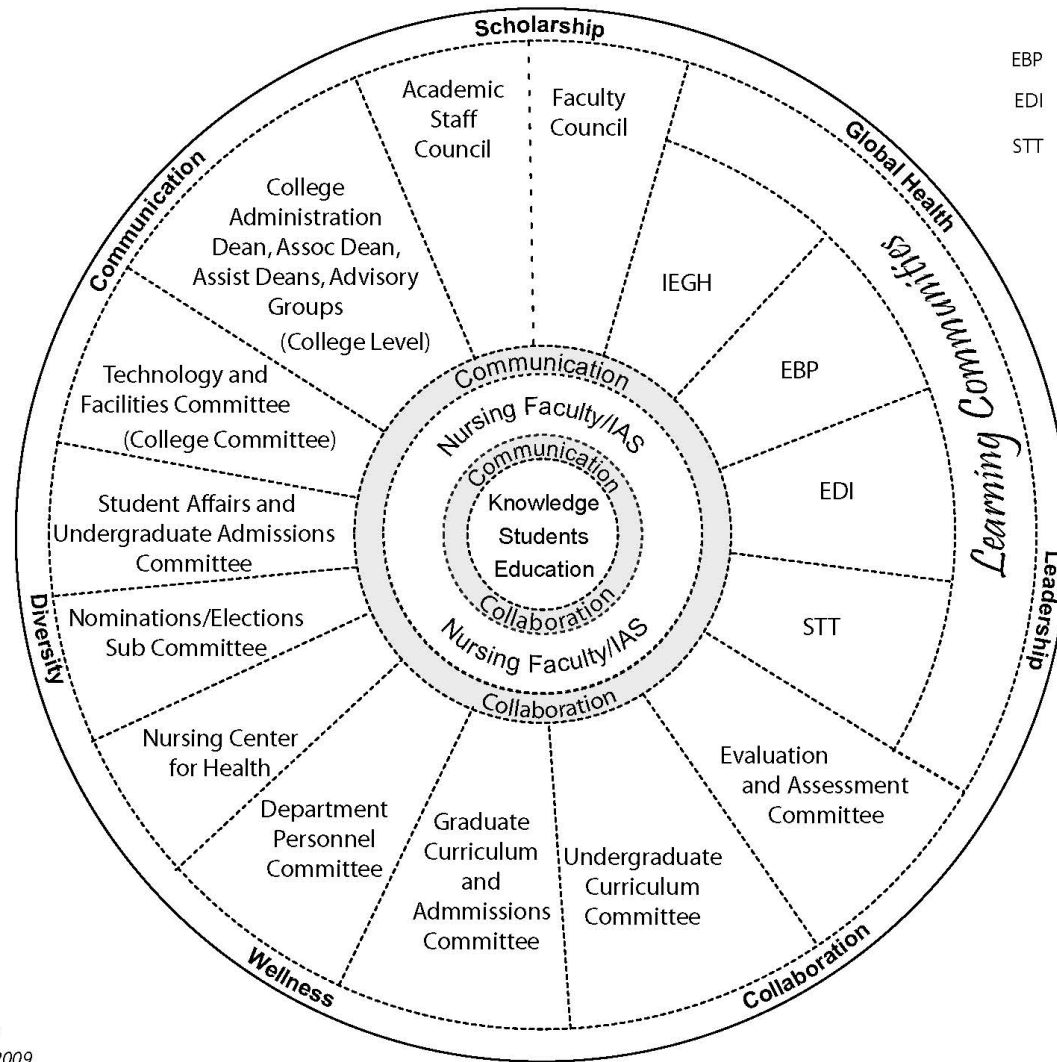 Scholarship
Global Health
Leadership
Collaboration
Wellness
Diversity
Communication
EBP
EDI
STT
Academic
Staff
Council
Faculty
Council
Learning Communities
IEGH
EBP
EDI
STT
Evaluation
and Assessment
Committee
Undergraduate
Curriculum
Committee
Graduate
Curriculum
and
Admmissions
Committee
Department
Personnel
Committee
Nursing Center
for Health
Nominations/Elections
Sub Committee
Student Affairs and
Undergraduate Admissions
Committee
Technology and
Facilities Committee
(College Committee)
College
Administration
Dean, Assoc Dean,
Assist Deans, Advisory
Groups
(College Level)
Communication
Nursing Faculty/IAS
Communication
Knowledge
Students
Education
Collaboration
Nursing Faculty/IAS
Collaboration
2009